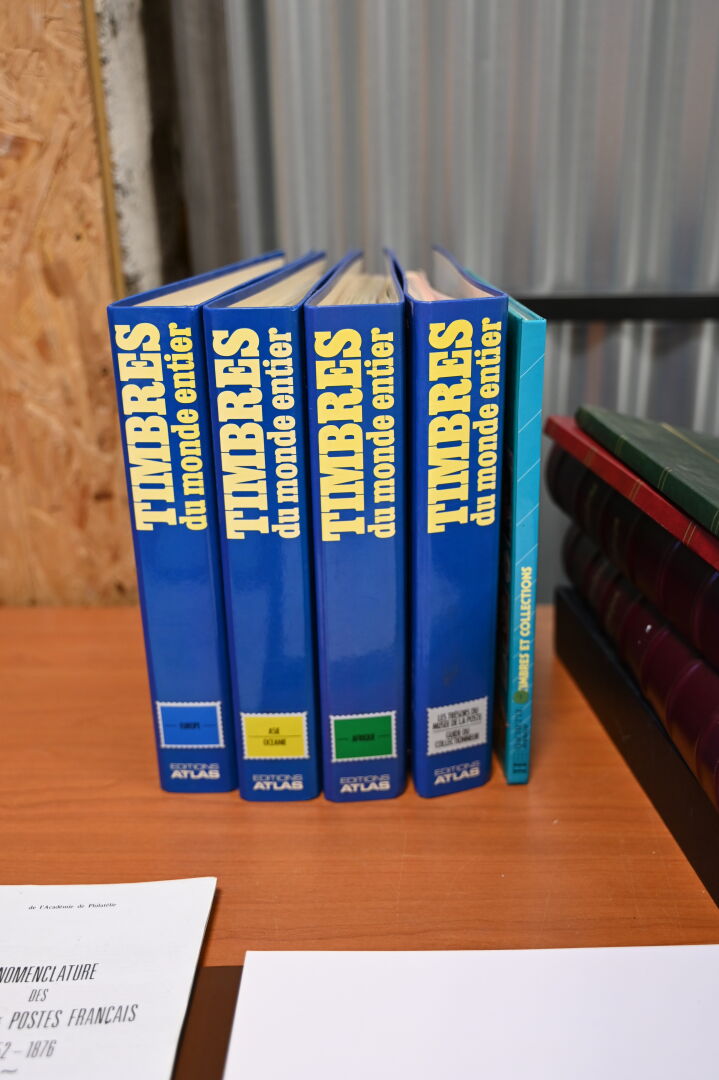 TIMBRES
du monde entier
EUROPE
EDITIONS
ATLAS
TIMBRES
du monde entier
ASIE
OCEANIE
EDITIONS
ATLAS
TIMBRES
du monde entier
AFRIQUE
EDITIONS
ATLAS
TIMBRES
du monde entier
LES TRESORS DU
MUSEE DE LA POSTE
GUIDE DU
COLLECTIONNEUR
EDITIONS
ATLAS
TIMBRES ET COLLECTIONS
de l'Académie de Philatélie
NOMENCLATURE
DES
POSTES FRANÇAIS
2 - 1876